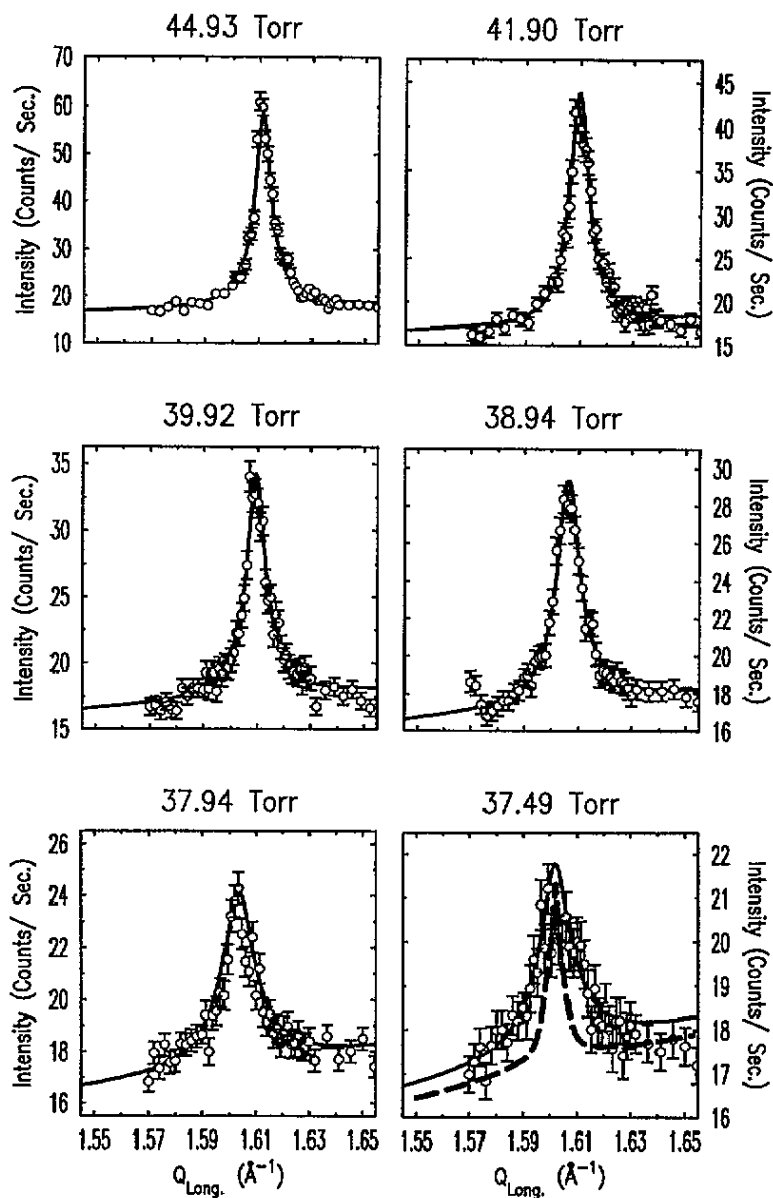 44.93 Torr
41.90 Torr
Intensity (Counts/ Sec.)
70
60
50
40
30
20
10
45
40
35
30
25
20
15
Intensity (Counts/ Sec.)
39.92 Torr
38.94 Torr
Intensity (Counts/ Sec.)
35
30
25
20
15
30
28
26
24
22
20
18
16
Intensity (Counts/ Sec.)
37.94 Torr
37.49 Torr
Intensity (Counts/ Sec.)
26
24
22
20
18
16
22
21
20
19
18
17
16
Intensity (Counts/ Sec.)
1.55 1.57 1.59 1.61 1.63 1.65
1.55 1.57 1.59 1.61 1.63 1.65
Q Long. (Å⁻¹)
Q Long. (Å⁻¹)